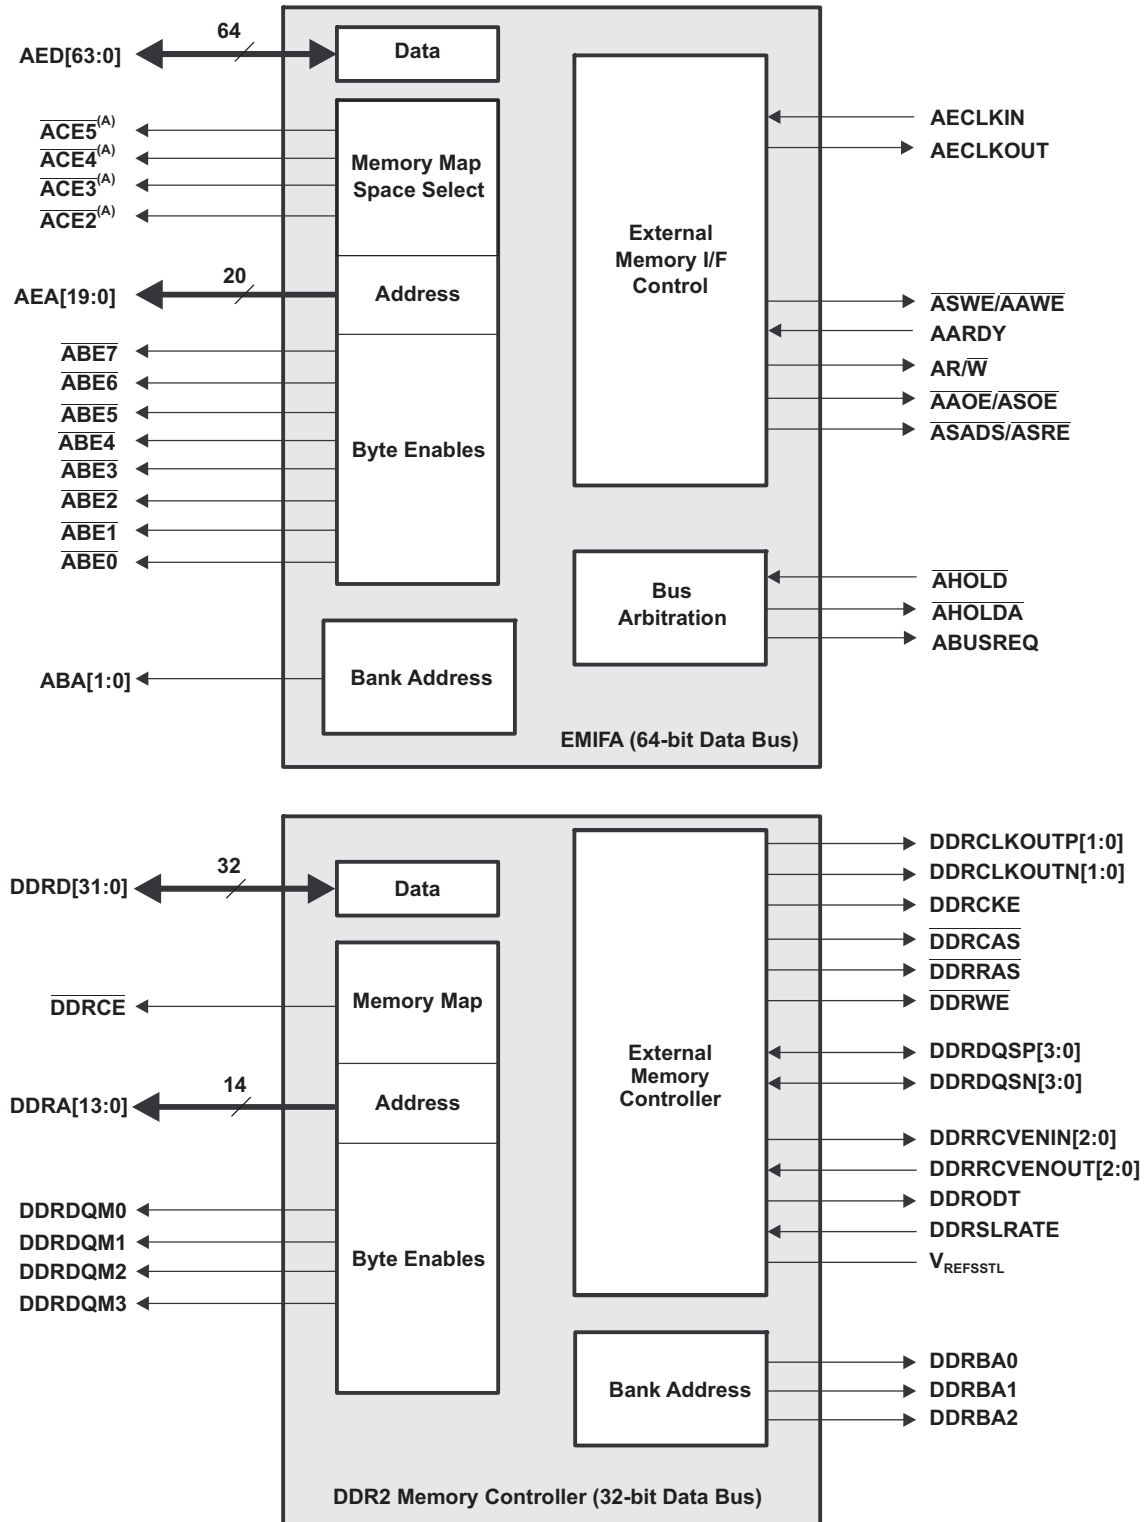 64
AED[63:0]
Data
ACE5(A)
ACE4(A)
ACE3(A)
ACE2(A)
Memory Map
Space Select
20
AEA[19:0]
Address
ABE7
ABE6
ABE5
ABE4
ABE3
ABE2
ABE1
ABE0
Byte Enables
ABA[1:0]
Bank Address
External
Memory I/F
Control
AECLKIN
AECLKOUT
ASWE/AAWE
AARDY
AR/W
AAOE/ASOE
ASADS/ASRE
Bus
Arbitration
AHOLD
AHOLDA
ABUSREQ
EMIFA (64-bit Data Bus)
32
DDRD[31:0]
Data
DDRCE
Memory Map
14
DDRA[13:0]
Address
DDRDQM0
DDRDQM1
DDRDQM2
DDRDQM3
Byte Enables
External
Memory
Controller
DDRCLKOUTP[1:0]
DDRCLKOUTN[1:0]
DDRCKE
DDRCAS
DDRRAS
DDRWE
DDRDQSP[3:0]
DDRDQSN[3:0]
DDRRCVENIN[2:0]
DDRRCVENOUT[2:0]
DDRODT
DDRSLRATE
VREFSSTL
Bank Address
DDRBA0
DDRBA1
DDRBA2
DDR2 Memory Controller (32-bit Data Bus)